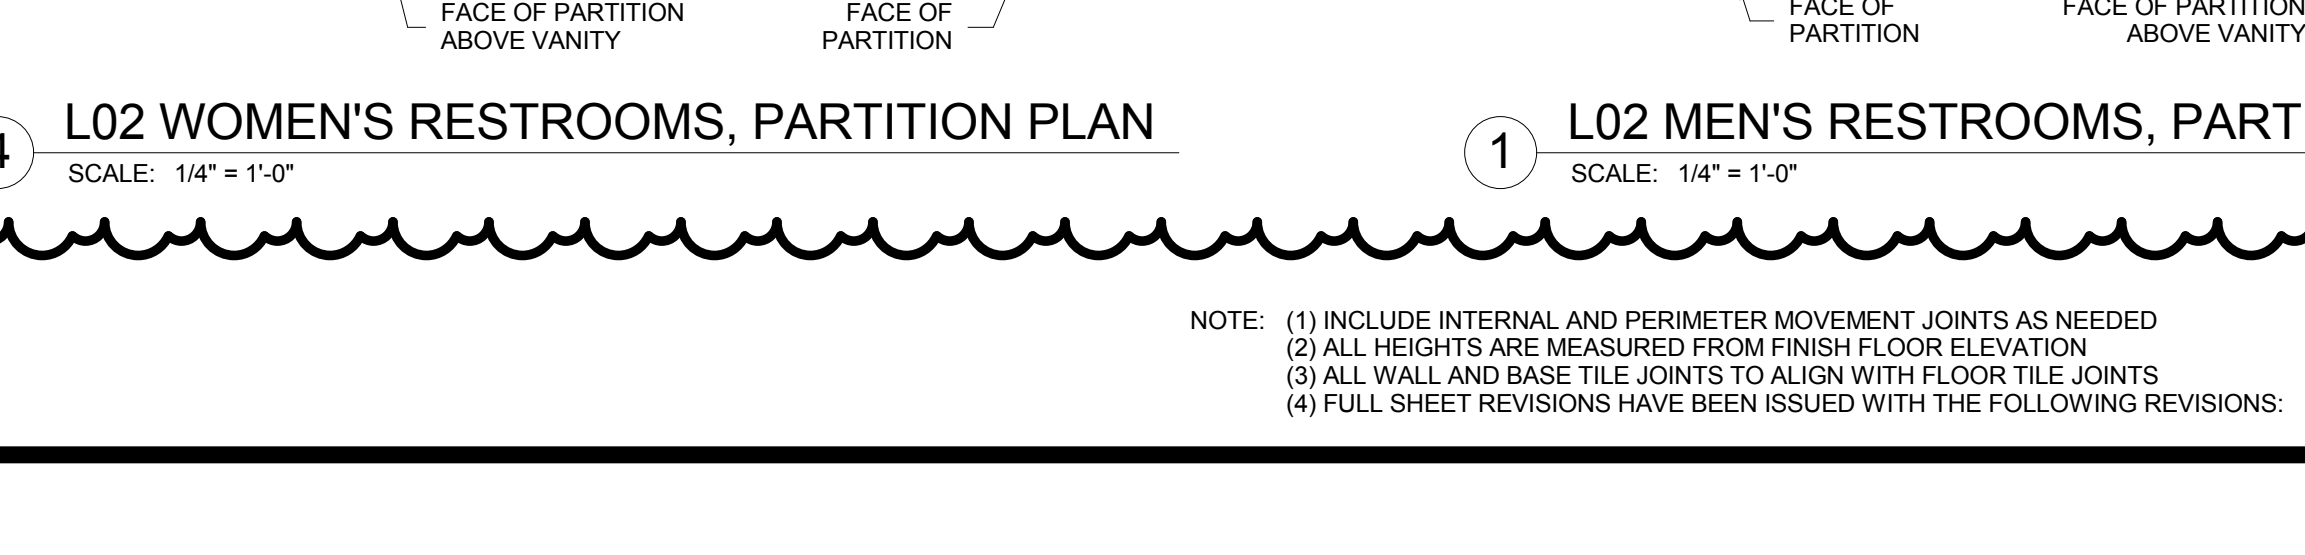 FACE OF PARTITION
ABOVE VANITY
FACE OF
PARTITION
FACE OF
PARTITION
FACE OF PARTITION
ABOVE VANITY
4
L02 WOMEN'S RESTROOMS, PARTITION PLAN
SCALE: 1/4" = 1'-0"
1
L02 MEN'S RESTROOMS, PART
SCALE: 1/4" = 1'-0"
NOTE: (1) INCLUDE INTERNAL AND PERIMETER MOVEMENT JOINTS AS NEEDED
(2) ALL HEIGHTS ARE MEASURED FROM FINISH FLOOR ELEVATION
(3) ALL WALL AND BASE TILE JOINTS TO ALIGN WITH FLOOR TILE JOINTS
(4) FULL SHEET REVISIONS HAVE BEEN ISSUED WITH THE FOLLOWING REVISIONS: